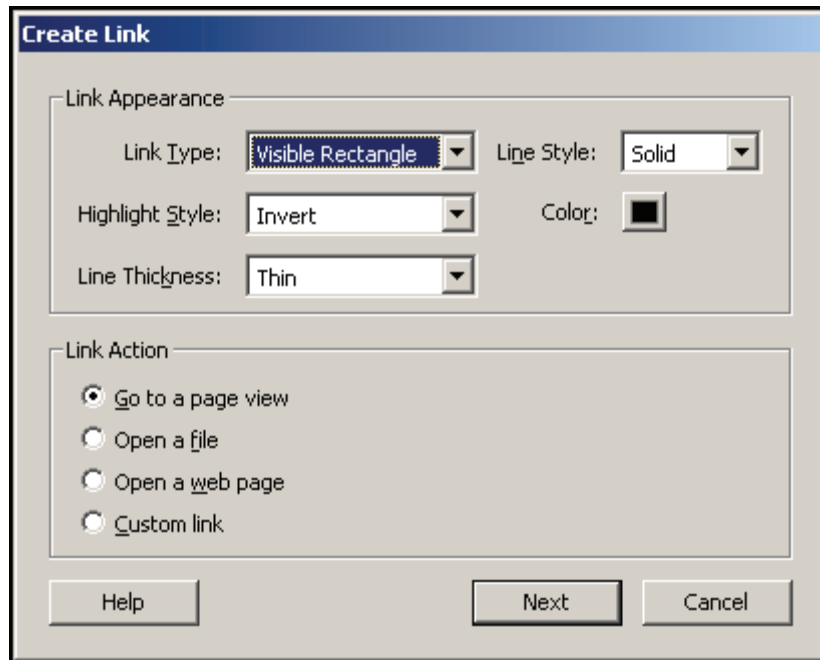 Create Link
Link Appearance
Link Type: Visible Rectangle Line Style: Solid
Highlight Style: Invert Color:
Line Thickness: Thin
Link Action
Go to a page view
Open a file
Open a web page
Custom link
Help Next Cancel